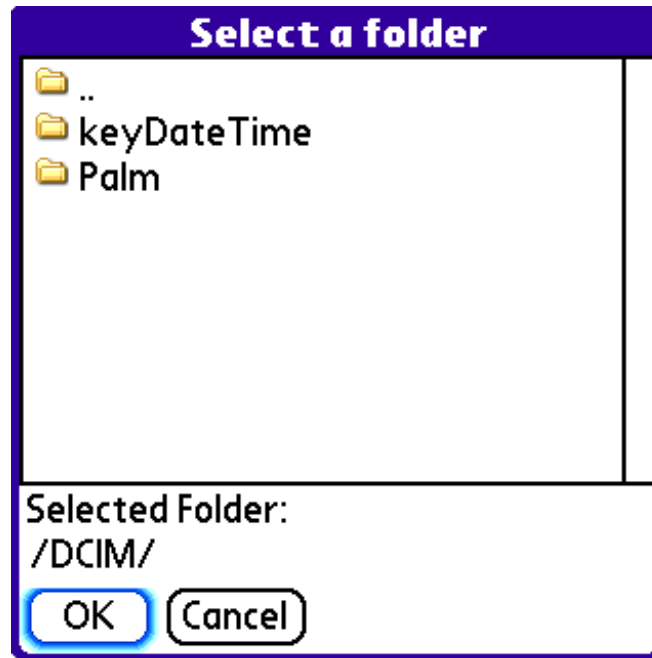 Select a folder
..
keyDateTime
Palm
Selected Folder:
/DCIM/
OK Cancel